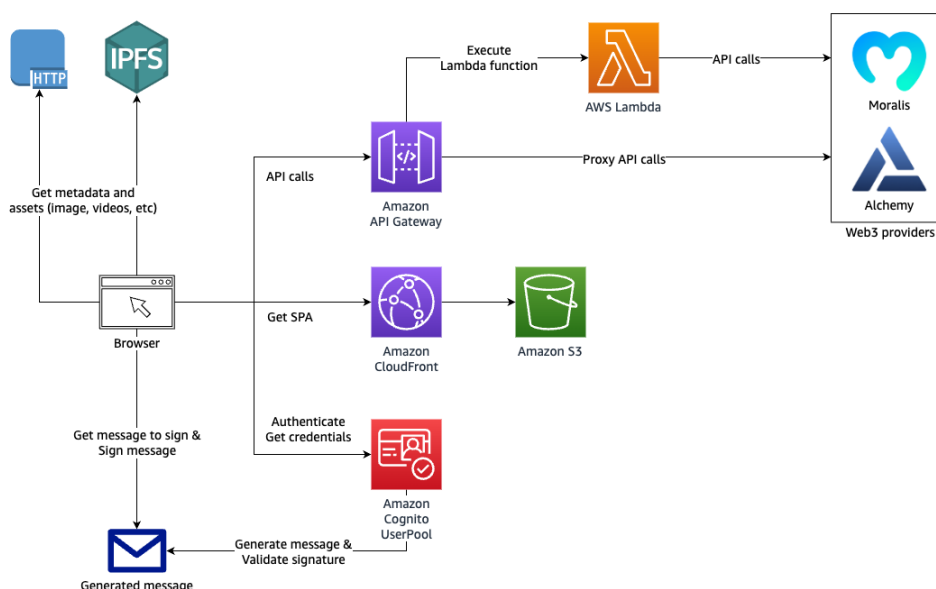 HTTP
IPFS
Execute
Lambda function
API calls
AWS Lambda
Moralis
Get metadata and
assets (image, videos, etc)
API calls
Amazon
API Gateway
Proxy API calls
Alchemy
Web3 providers
Browser
Get SPA
Amazon
CloudFront
Amazon S3
Get message to sign &
Sign message
Authenticate
Get credentials
Amazon
Cognito
UserPool
Generate message &
Validate signature
Generated message